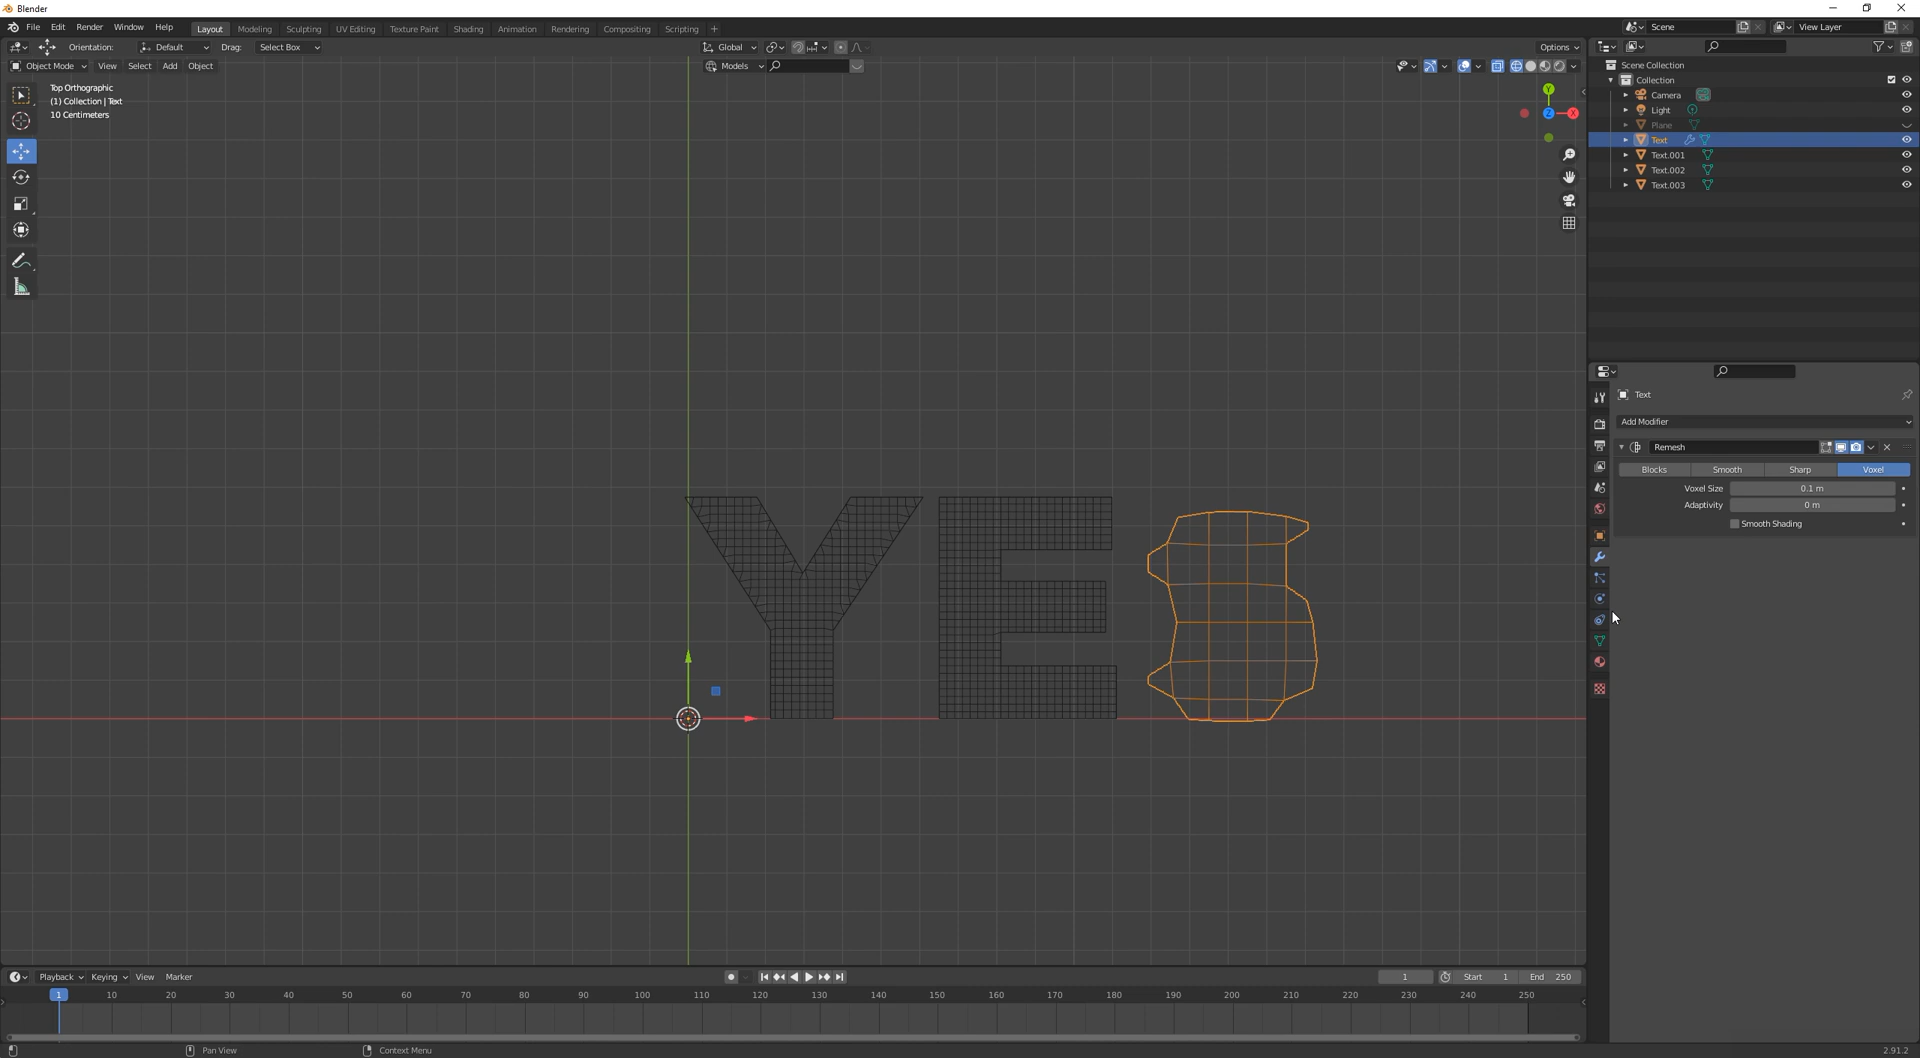 Blender
File Edit Render Window Help Layout Modeling Sculpting UV Editing Texture Paint Shading Animation Rendering Compositing Scripting + Scene View Layer
Orientation: Default Drag: Select Box Global Options
Object Mode View Select Add Object Models
Top Orthographic
(1) Collection | Text
10 Centimeters
Y
X
Z
Scene Collection
Collection
Camera
Light
Plane
Text
Text.001
Text.002
Text.003
Text
Add Modifier
Remesh
Blocks Smooth Sharp Voxel
Voxel Size 0.1 m
Adaptivity 0 m
Smooth Shading
YES
Playback Keying View Marker 1 Start 1 End 250
1 10 20 30 40 50 60 70 80 90 100 110 120 130 140 150 160 170 180 190 200 210 220 230 240 250
Pan View Context Menu 2.91.2